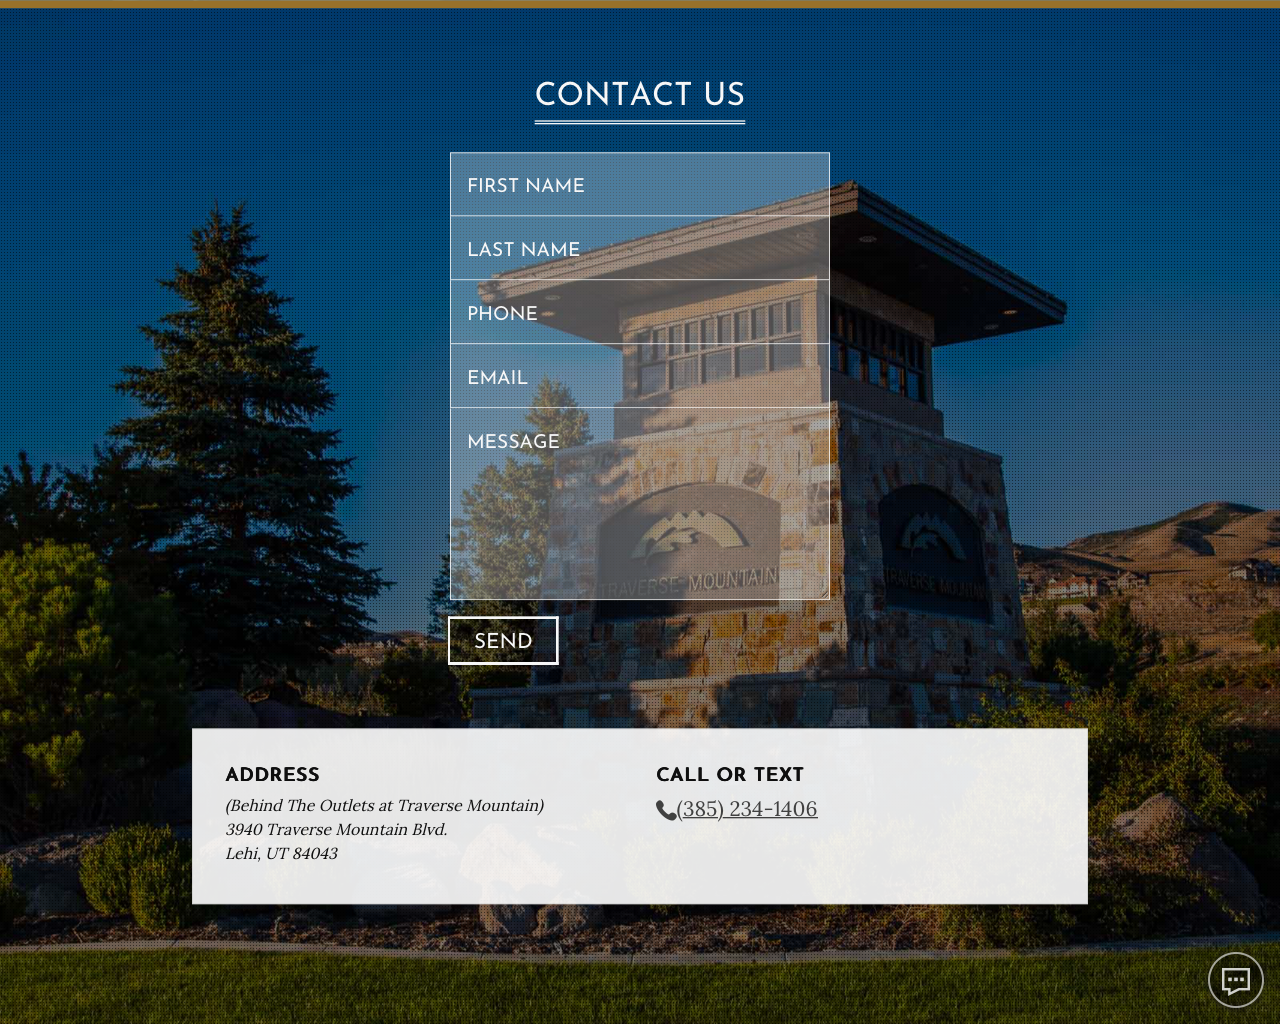 CONTACT US
FIRST NAME
LAST NAME
PHONE
EMAIL
MESSAGE
TRAVERSE MOUNTAIN
TRAVERSE MOUNTAIN
SEND
ADDRESS
(Behind The Outlets at Traverse Mountain)
3940 Traverse Mountain Blvd.
Lehi, UT 84043
CALL OR TEXT
(385) 234-1406